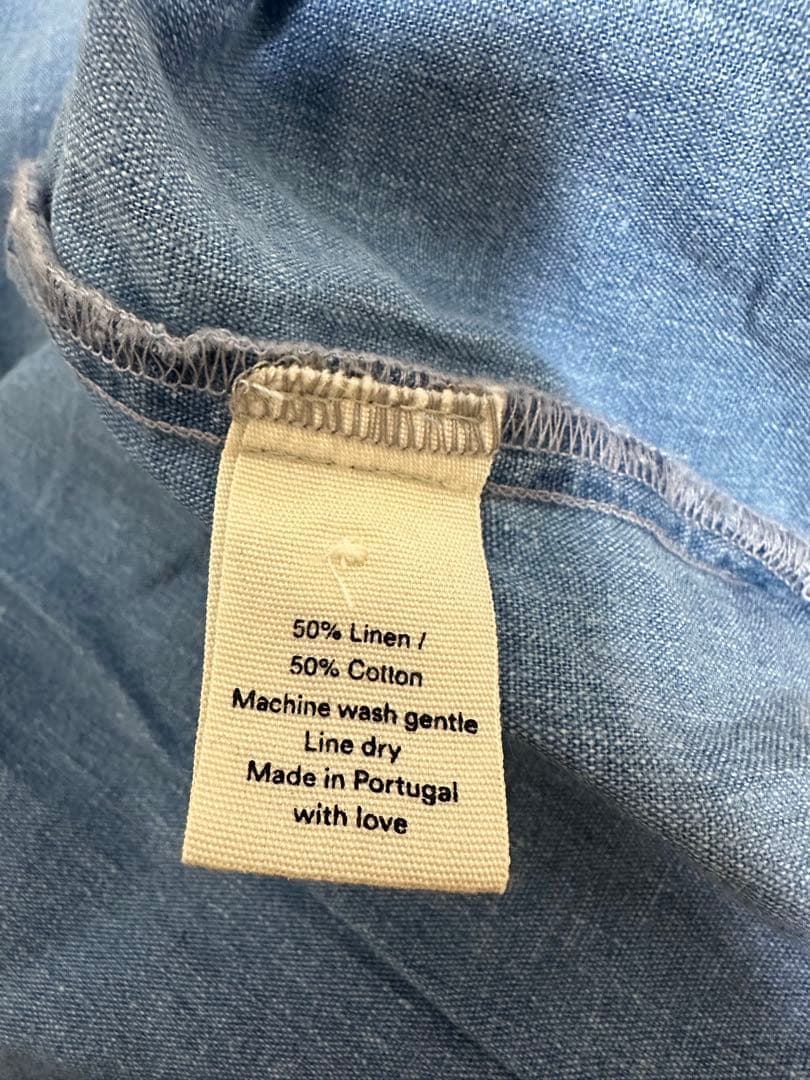 50% Linen /
50% Cotton
Machine wash gentle
Line dry
Made in Portugal
with love